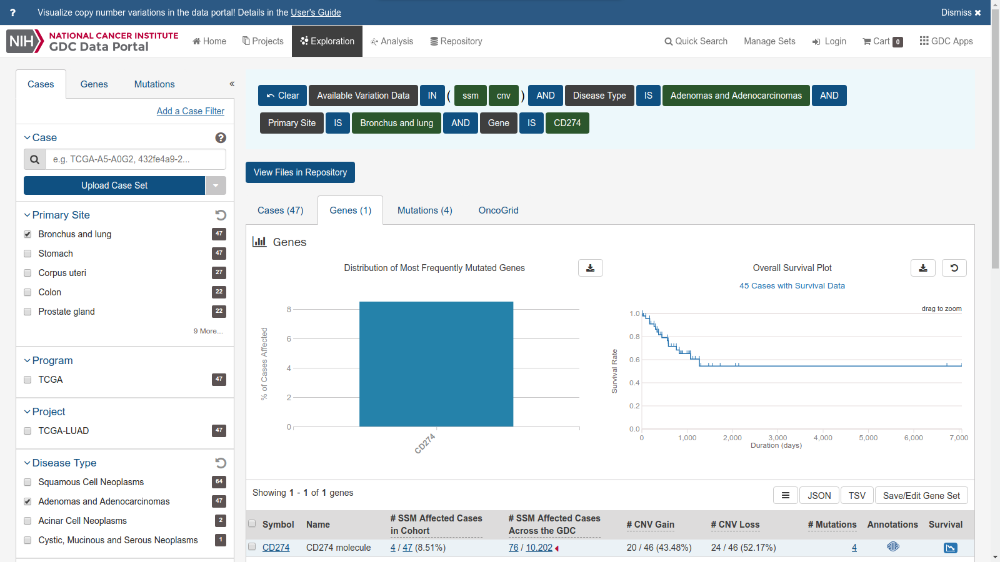 ? Visualize copy number variations in the data portal! Details in the User's Guide Dismiss ×
NIH NATIONAL CANCER INSTITUTE
GDC Data Portal
Home Projects Exploration Analysis Repository Quick Search Manage Sets Login Cart 0 GDC Apps
Cases Genes Mutations «
Add a Case Filter
Case ?
e.g. TCGA-A5-A0G2, 432fe4a9-2...
Upload Case Set
Primary Site
Bronchus and lung 47
Stomach 47
Corpus uteri 27
Colon 22
Prostate gland 22
9 More...
Program
TCGA 47
Project
TCGA-LUAD 47
Disease Type
Squamous Cell Neoplasms 64
Adenomas and Adenocarcinomas 47
Acinar Cell Neoplasms 2
Cystic, Mucinous and Serous Neoplasms 1
Clear Available Variation Data IN ( ssm cnv ) AND Disease Type IS Adenomas and Adenocarcinomas AND
Primary Site IS Bronchus and lung AND Gene IS CD274
View Files in Repository
Cases (47) Genes (1) Mutations (4) OncoGrid
Genes
Distribution of Most Frequently Mutated Genes
% of Cases Affected
8
6
4
2
0
CD274
Overall Survival Plot
45 Cases with Survival Data
drag to zoom
Survival Rate
1.0
0.8
0.6
0.4
0.2
0.0
0 1,000 2,000 3,000 4,000 5,000 6,000 7,000
Duration (days)
Showing 1 - 1 of 1 genes
JSON TSV Save/Edit Gene Set
Symbol Name # SSM Affected Cases in Cohort # SSM Affected Cases Across the GDC # CNV Gain # CNV Loss # Mutations Annotations Survival
CD274 CD274 molecule 4 / 47 (8.51%) 76 / 10.202 20 / 46 (43.48%) 24 / 46 (52.17%) 4